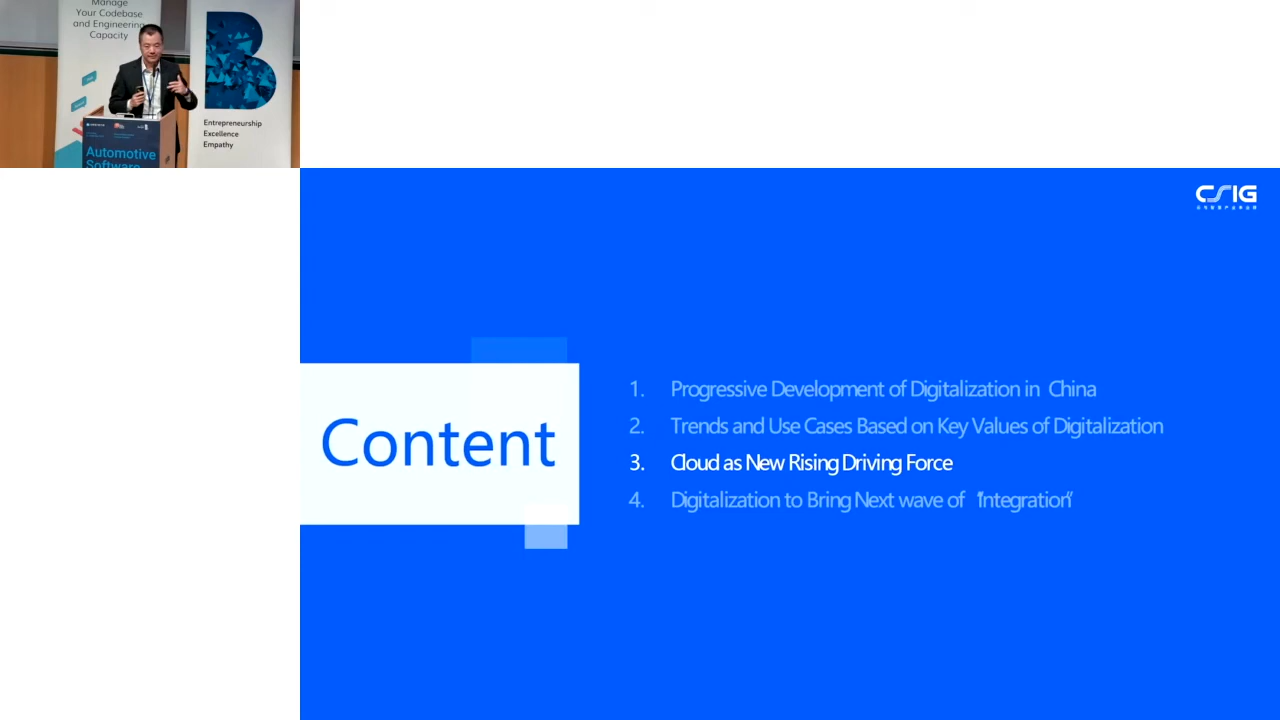 Manage
Your Codebase
and Engineering
Capacity
Entrepreneurship
Excellence
Empathy
Automotive
Software
CSIG
Content
1. Progressive Development of Digitalization in China
2. Trends and Use Cases Based on Key Values of Digitalization
3. Cloud as New Rising Driving Force
4. Digitalization to Bring Next wave of “Integration”